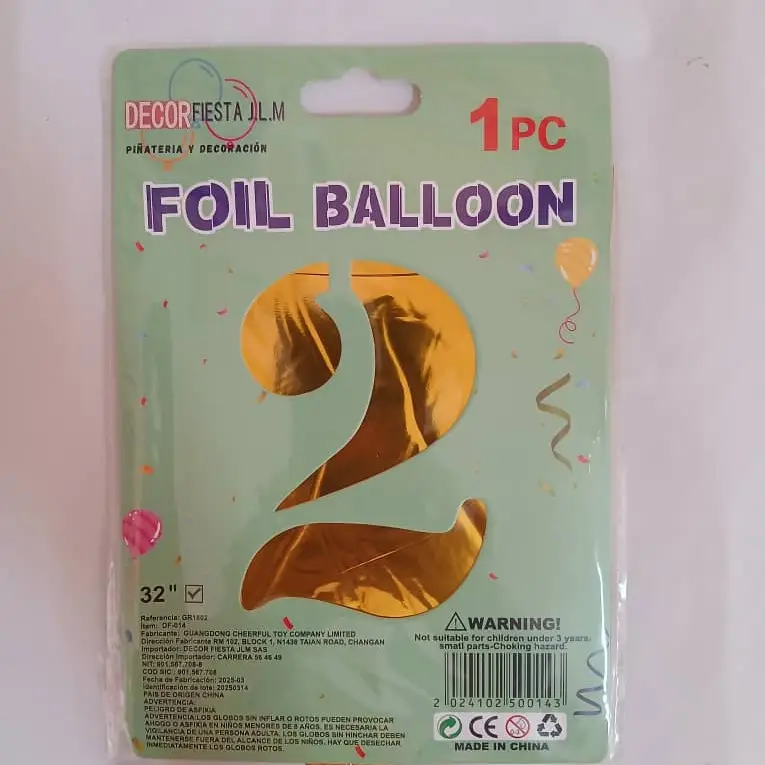 DECORFIESTA J.L.M
PIÑATERIA Y DECORACIÓN
1 PC
FOIL BALLOON
2
32"
Referencia: GR1802
Item: DF-014
Fabricante: GUANGDONG CHEERFUL TOY COMPANY LIMITED
Dirección Fabricante RM 102, BLOCK 1, N1438 TAIAN ROAD, CHANGAN
Importador: DECOR FIESTA JLM SAS
Dirección Importador: CARRERA 56 46 49
NIT: 901,567,708-8
COD SIC: 901,567,708
Fecha de Fabricación: 2025-03
Identificación de lote: 20250314
PAIS DE ORIGEN CHINA
ADVERTENCIA:
PELIGRO DE ASFIXIA
ADVERTENCIA:LOS GLOBOS SIN INFLAR O ROTOS PUEDEN PROVOCAR
AHOGO O ASFIXIA EN NIÑOS MENORES DE 8 AÑOS. ES NECESARIA LA
VIGILANCIA DE UNA PERSONA ADULTA. LOS GLOBOS SIN HINCHAR DEBEN
MANTENERSE FUERA DEL ALCANCE DE LOS NIÑOS. HAY QUE DESECHAR
INMEDIATAMENTE LOS GLOBOS ROTOS.
WARNING!
Not suitable for children under 3 years.
small parts-Choking hazard.
2 024102 500143
CE
0-3
MADE IN CHINA